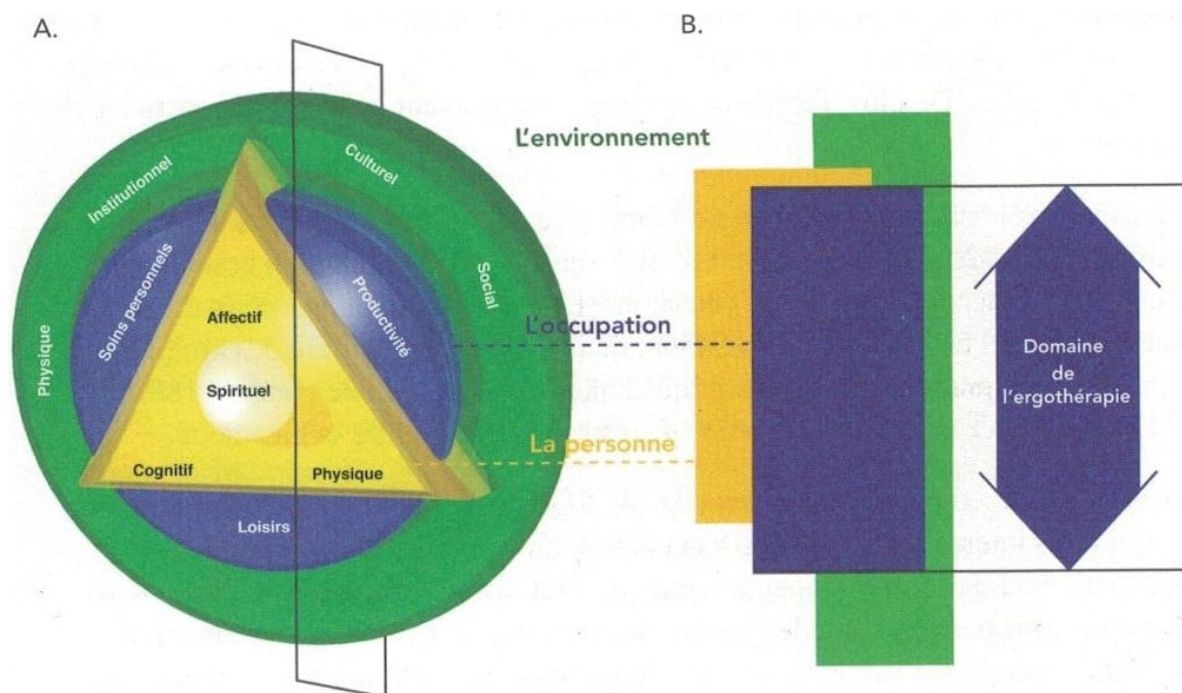 A.
B.
L'environnement
L'occupation
La personne
Institutionnel
Culturel
Physique
Soins personnels
Productivité
Social
Affectif
Spirituel
Cognitif
Physique
Loisirs
Domaine
de
l'ergothérapie